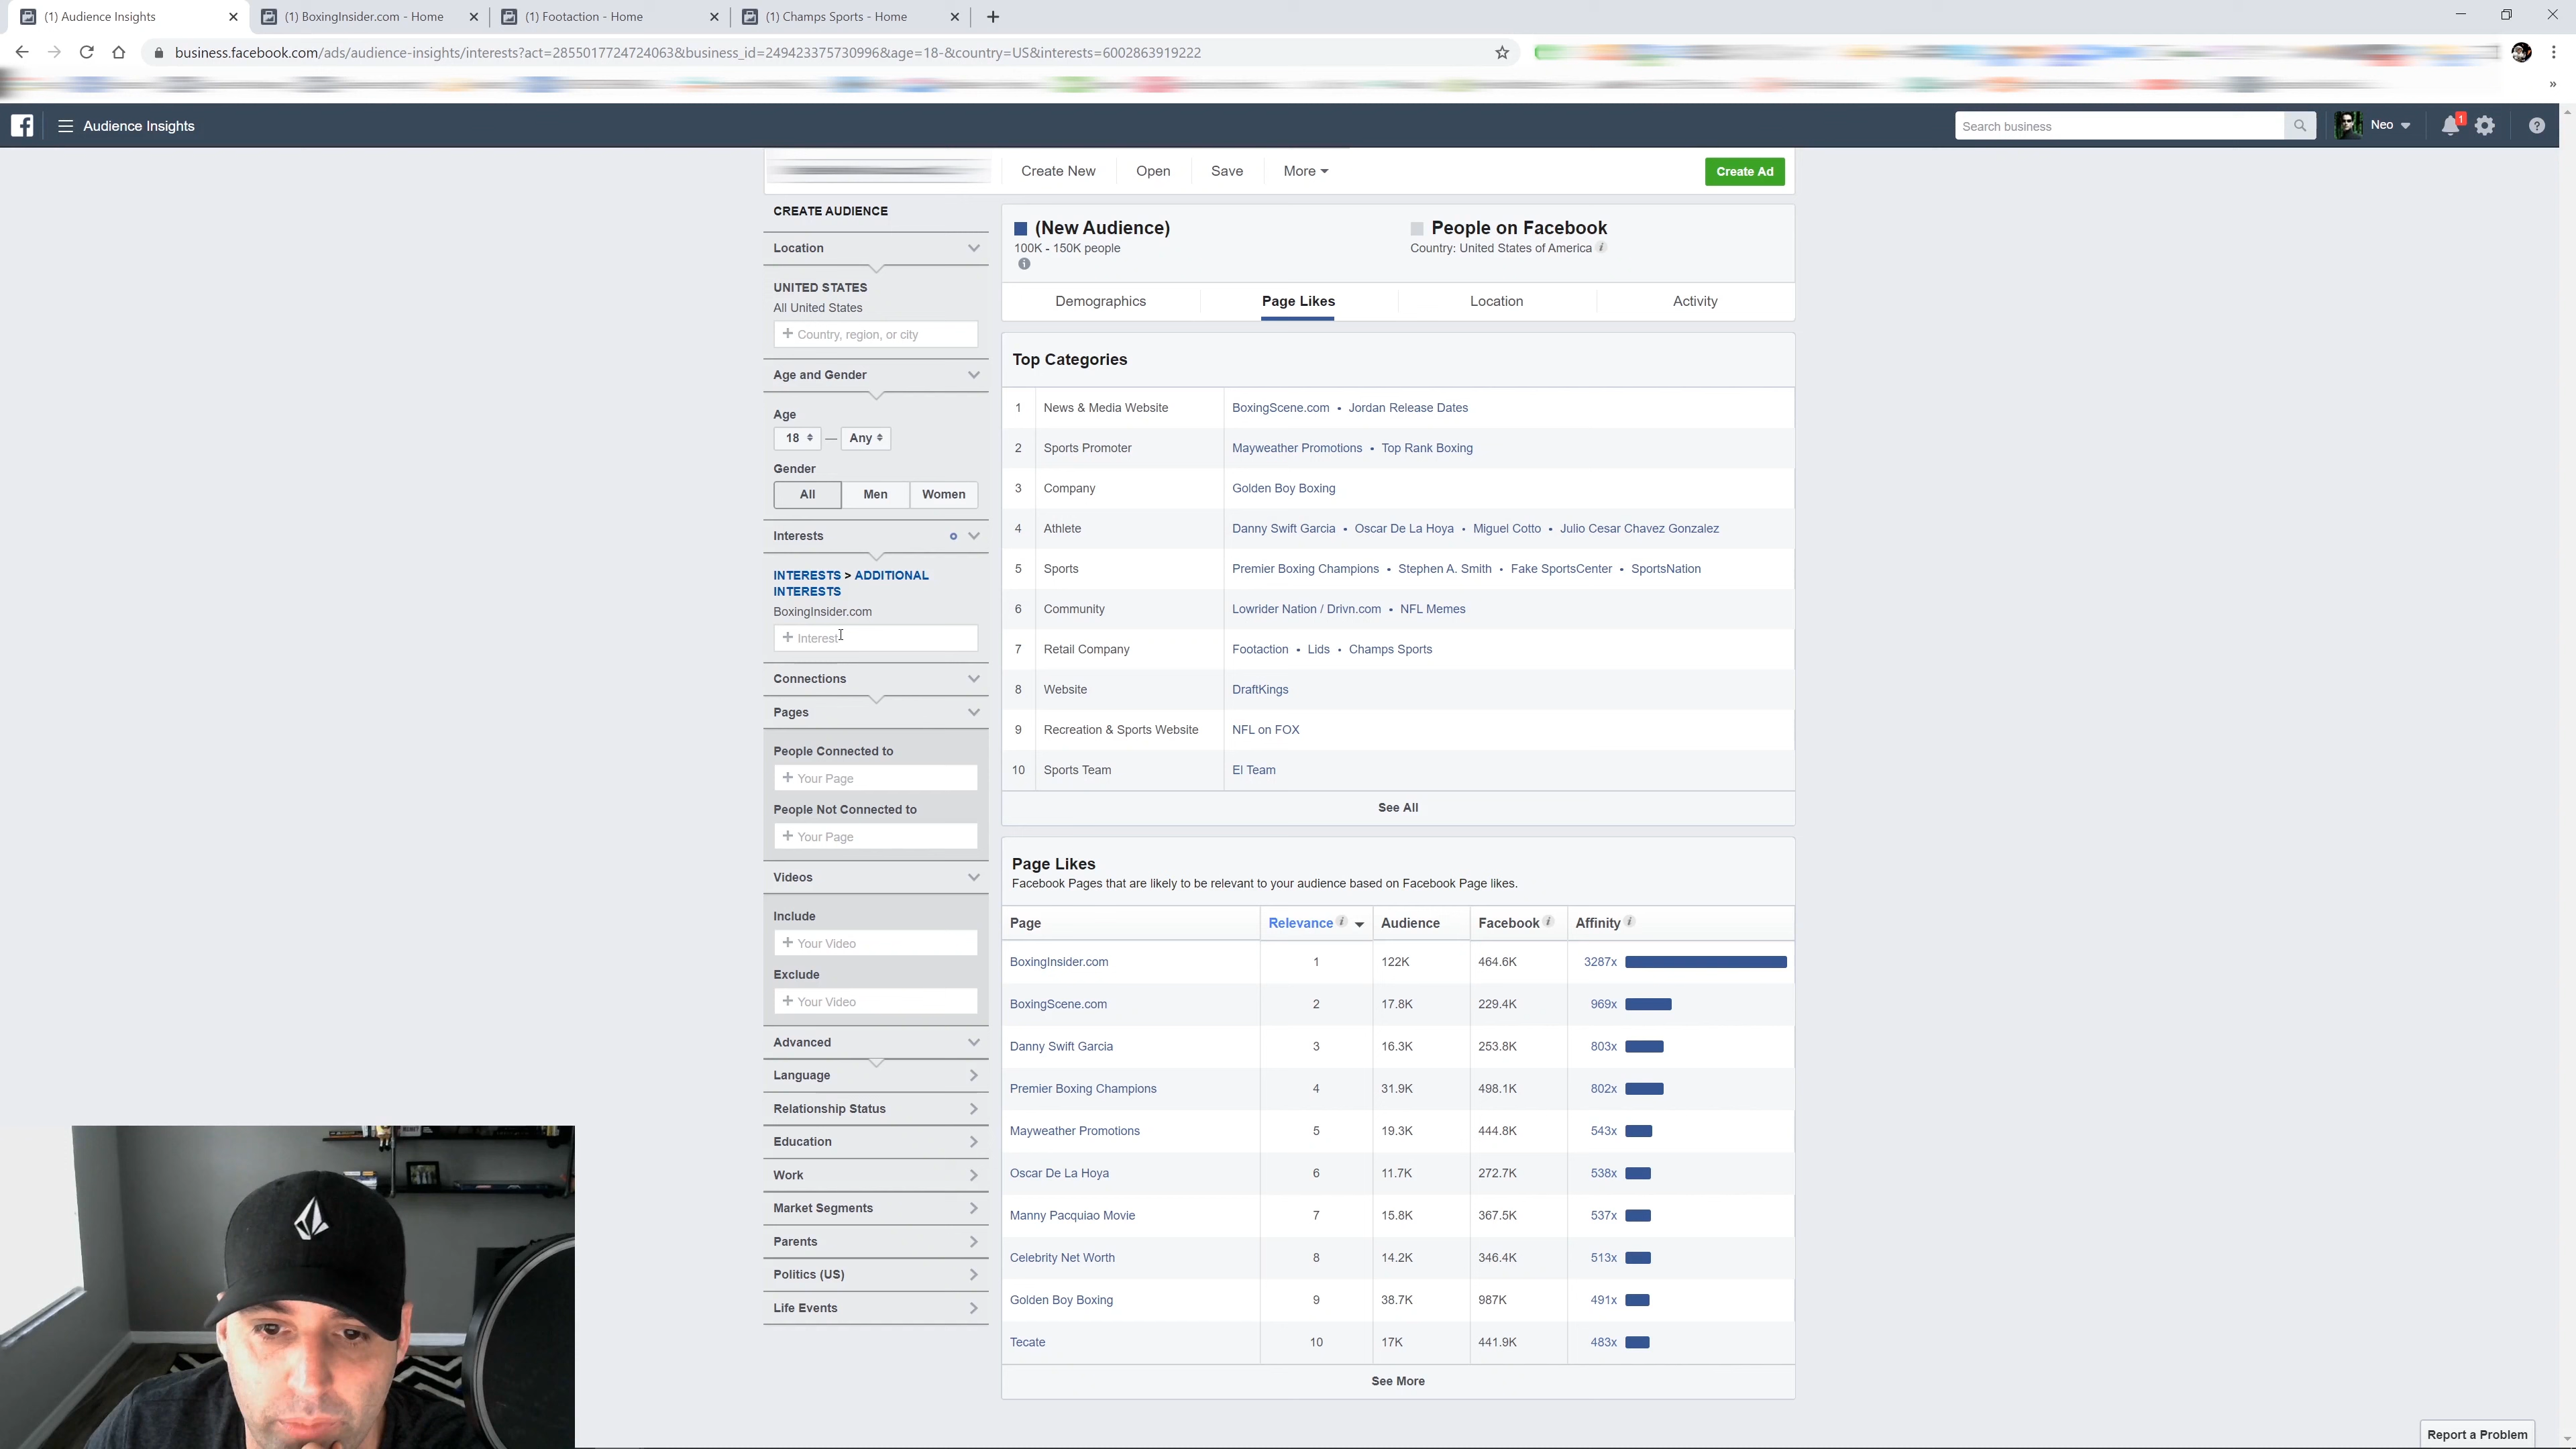 (1) Audience Insights (1) BoxingInsider.com - Home (1) Footaction - Home (1) Champs Sports - Home
business.facebook.com/ads/audience-insights/interests?act=2855017724724063&business_id=249423375730996&age=18-&country=US&interests=6002863919222
Audience Insights Search business Neo 1
Create New Open Save More Create Ad
CREATE AUDIENCE
Location
UNITED STATES
All United States
+ Country, region, or city
Age and Gender
Age
18 — Any
Gender
All Men Women
Interests
INTERESTS > ADDITIONAL
INTERESTS
BoxingInsider.com
+ Interest
Connections
Pages
People Connected to
+ Your Page
People Not Connected to
+ Your Page
Videos
Include
+ Your Video
Exclude
+ Your Video
Advanced
Language
Relationship Status
Education
Work
Market Segments
Parents
Politics (US)
Life Events
(New Audience) People on Facebook
100K - 150K people Country: United States of America
Demographics Page Likes Location Activity
Top Categories
1 News & Media Website BoxingScene.com • Jordan Release Dates
2 Sports Promoter Mayweather Promotions • Top Rank Boxing
3 Company Golden Boy Boxing
4 Athlete Danny Swift Garcia • Oscar De La Hoya • Miguel Cotto • Julio Cesar Chavez Gonzalez
5 Sports Premier Boxing Champions • Stephen A. Smith • Fake SportsCenter • SportsNation
6 Community Lowrider Nation / Drivn.com • NFL Memes
7 Retail Company Footaction • Lids • Champs Sports
8 Website DraftKings
9 Recreation & Sports Website NFL on FOX
10 Sports Team El Team
See All
Page Likes
Facebook Pages that are likely to be relevant to your audience based on Facebook Page likes.
Page Relevance Audience Facebook Affinity
BoxingInsider.com 1 122K 464.6K 3287x
BoxingScene.com 2 17.8K 229.4K 969x
Danny Swift Garcia 3 16.3K 253.8K 803x
Premier Boxing Champions 4 31.9K 498.1K 802x
Mayweather Promotions 5 19.3K 444.8K 543x
Oscar De La Hoya 6 11.7K 272.7K 538x
Manny Pacquiao Movie 7 15.8K 367.5K 537x
Celebrity Net Worth 8 14.2K 346.4K 513x
Golden Boy Boxing 9 38.7K 987K 491x
Tecate 10 17K 441.9K 483x
See More
Report a Problem